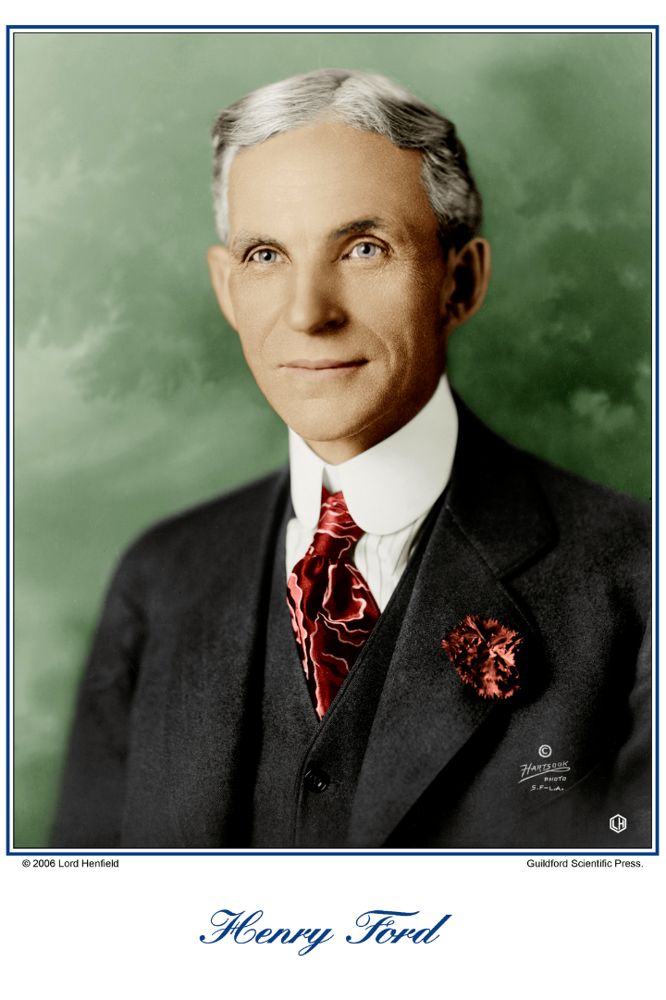 ©
HARTSOOK
PHOTO
S.F-L.A.
LH
© 2006 Lord Henfield
Guildford Scientific Press.
Henry Ford